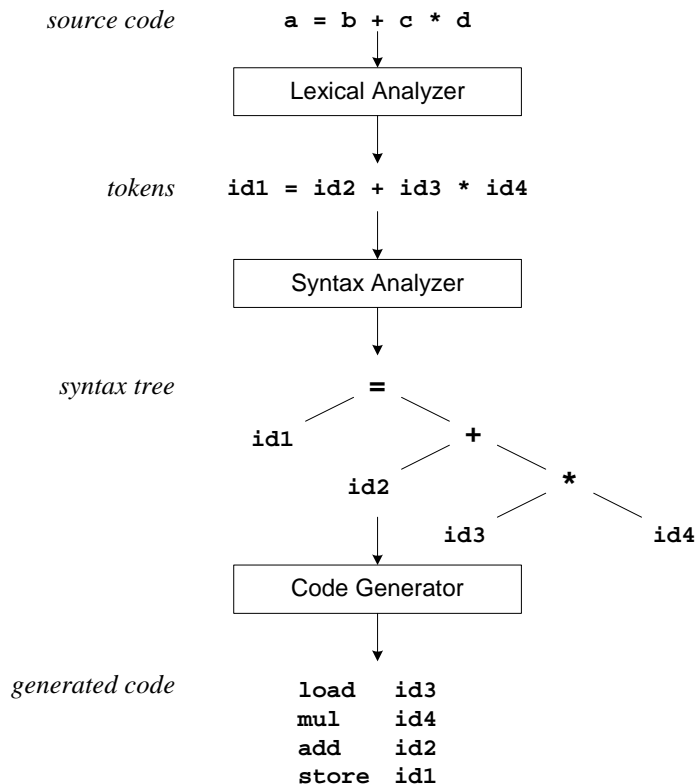 source code a = b + c * d
Lexical Analyzer
tokens id1 = id2 + id3 * id4
Syntax Analyzer
syntax tree =
id1 +
id2 *
id3 id4
Code Generator
generated code load id3
mul id4
add id2
store id1